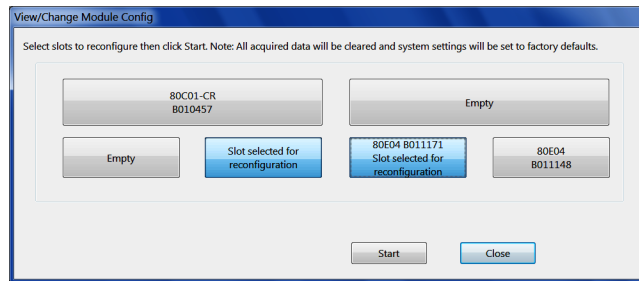 View/Change Module Config
Select slots to reconfigure then click Start. Note: All acquired data will be cleared and system settings will be set to factory defaults.
80C01-CR
B010457
Empty
Empty
Slot selected for
reconfiguration
80E04 B011171
Slot selected for
reconfiguration
80E04
B011148
Start
Close